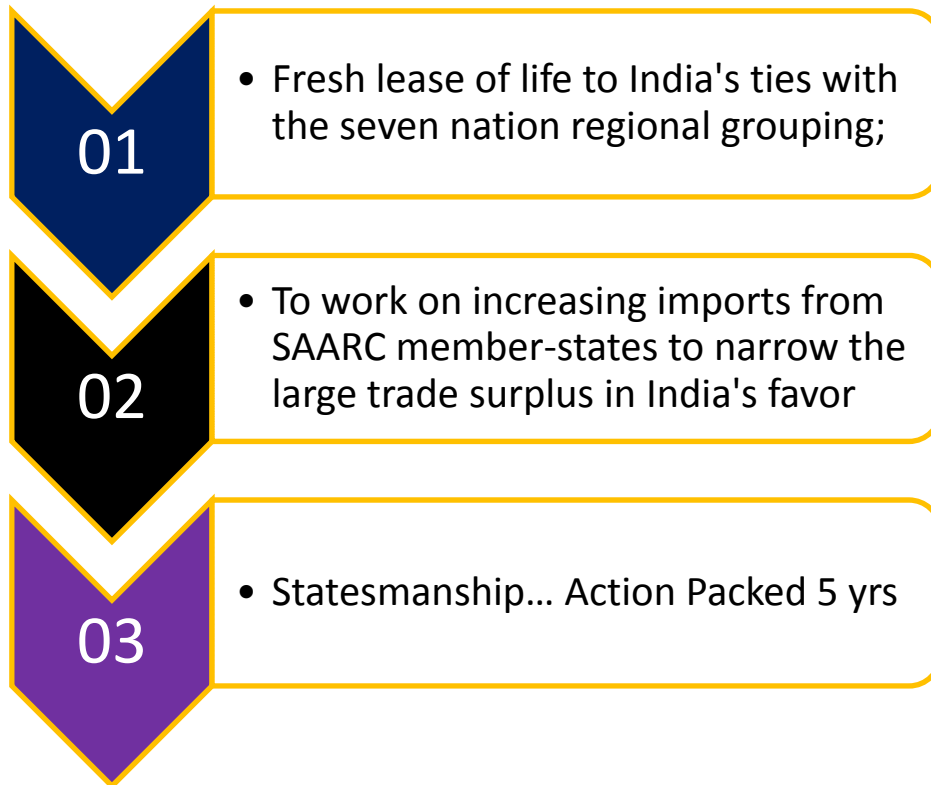 01
• Fresh lease of life to India's ties with
the seven nation regional grouping;
02
• To work on increasing imports from
SAARC member-states to narrow the
large trade surplus in India's favor
03
• Statesmanship... Action Packed 5 yrs